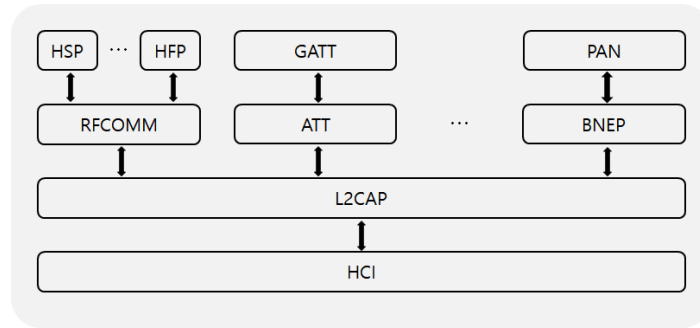 HSP ... HFP GATT PAN
RFCOMM ATT ... BNEP
L2CAP
HCI